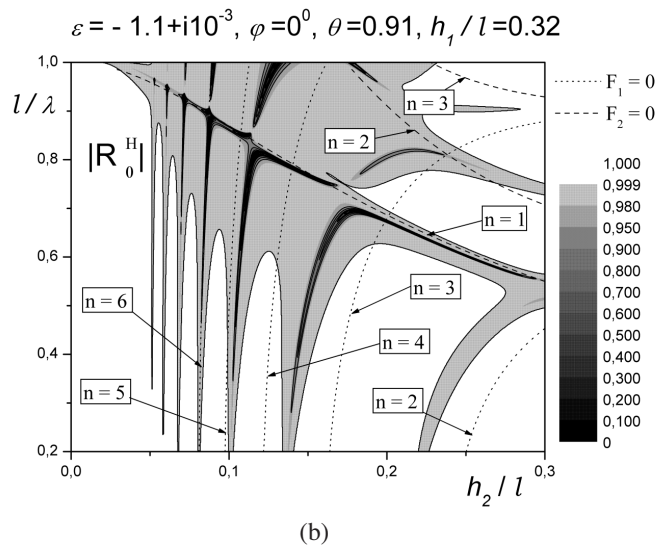 ε = - 1.1+i10⁻³, φ=0⁰, θ=0.91, h₁/l=0.32
l/λ
|R₀ᴴ|
1,0
0,8
0,6
0,4
0,2
0,0
0,1
0,2
0,3
h₂/l
n = 3
n = 2
n = 1
n = 3
n = 6
n = 4
n = 5
n = 2
F₁ = 0
F₂ = 0
1,000
0,999
0,980
0,950
0,900
0,800
0,700
0,600
0,500
0,400
0,300
0,200
0,100
0
(b)